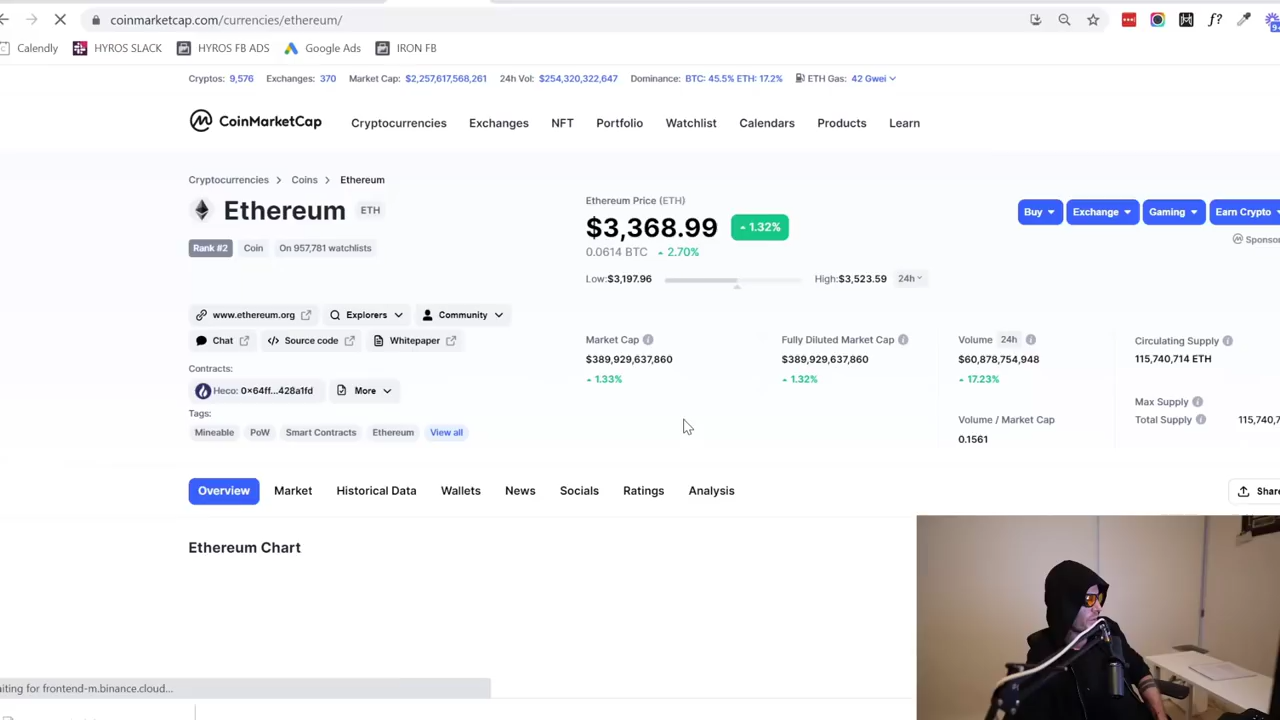 coinmarketcap.com/currencies/ethereum/
Calendly HYROS SLACK HYROS FB ADS Google Ads IRON FB
Cryptos: 9,576 Exchanges: 370 Market Cap: $2,257,617,568,261 24h Vol: $254,320,322,647 Dominance: BTC: 45.5% ETH: 17.2% ETH Gas: 42 Gwei
CoinMarketCap Cryptocurrencies Exchanges NFT Portfolio Watchlist Calendars Products Learn
Cryptocurrencies Coins Ethereum
Ethereum ETH
Rank #2 Coin On 957,781 watchlists
Ethereum Price (ETH)
$3,368.99 1.32%
0.0614 BTC 2.70%
Low:$3,197.96 High:$3,523.59 24h
Buy Exchange Gaming Earn Crypto
www.ethereum.org Explorers Community
Chat Source code Whitepaper
Contracts:
Heco: 0x64ff...428a1fd More
Tags:
Mineable PoW Smart Contracts Ethereum View all
Market Cap
$389,929,637,860
1.33%
Fully Diluted Market Cap
$389,929,637,860
1.32%
Volume 24h
$60,878,754,948
17.23%
Volume / Market Cap
0.1561
Circulating Supply
115,740,714 ETH
Max Supply
Total Supply 115,740,7
Overview Market Historical Data Wallets News Socials Ratings Analysis
Ethereum Chart
iting for frontend-m.binance.cloud...